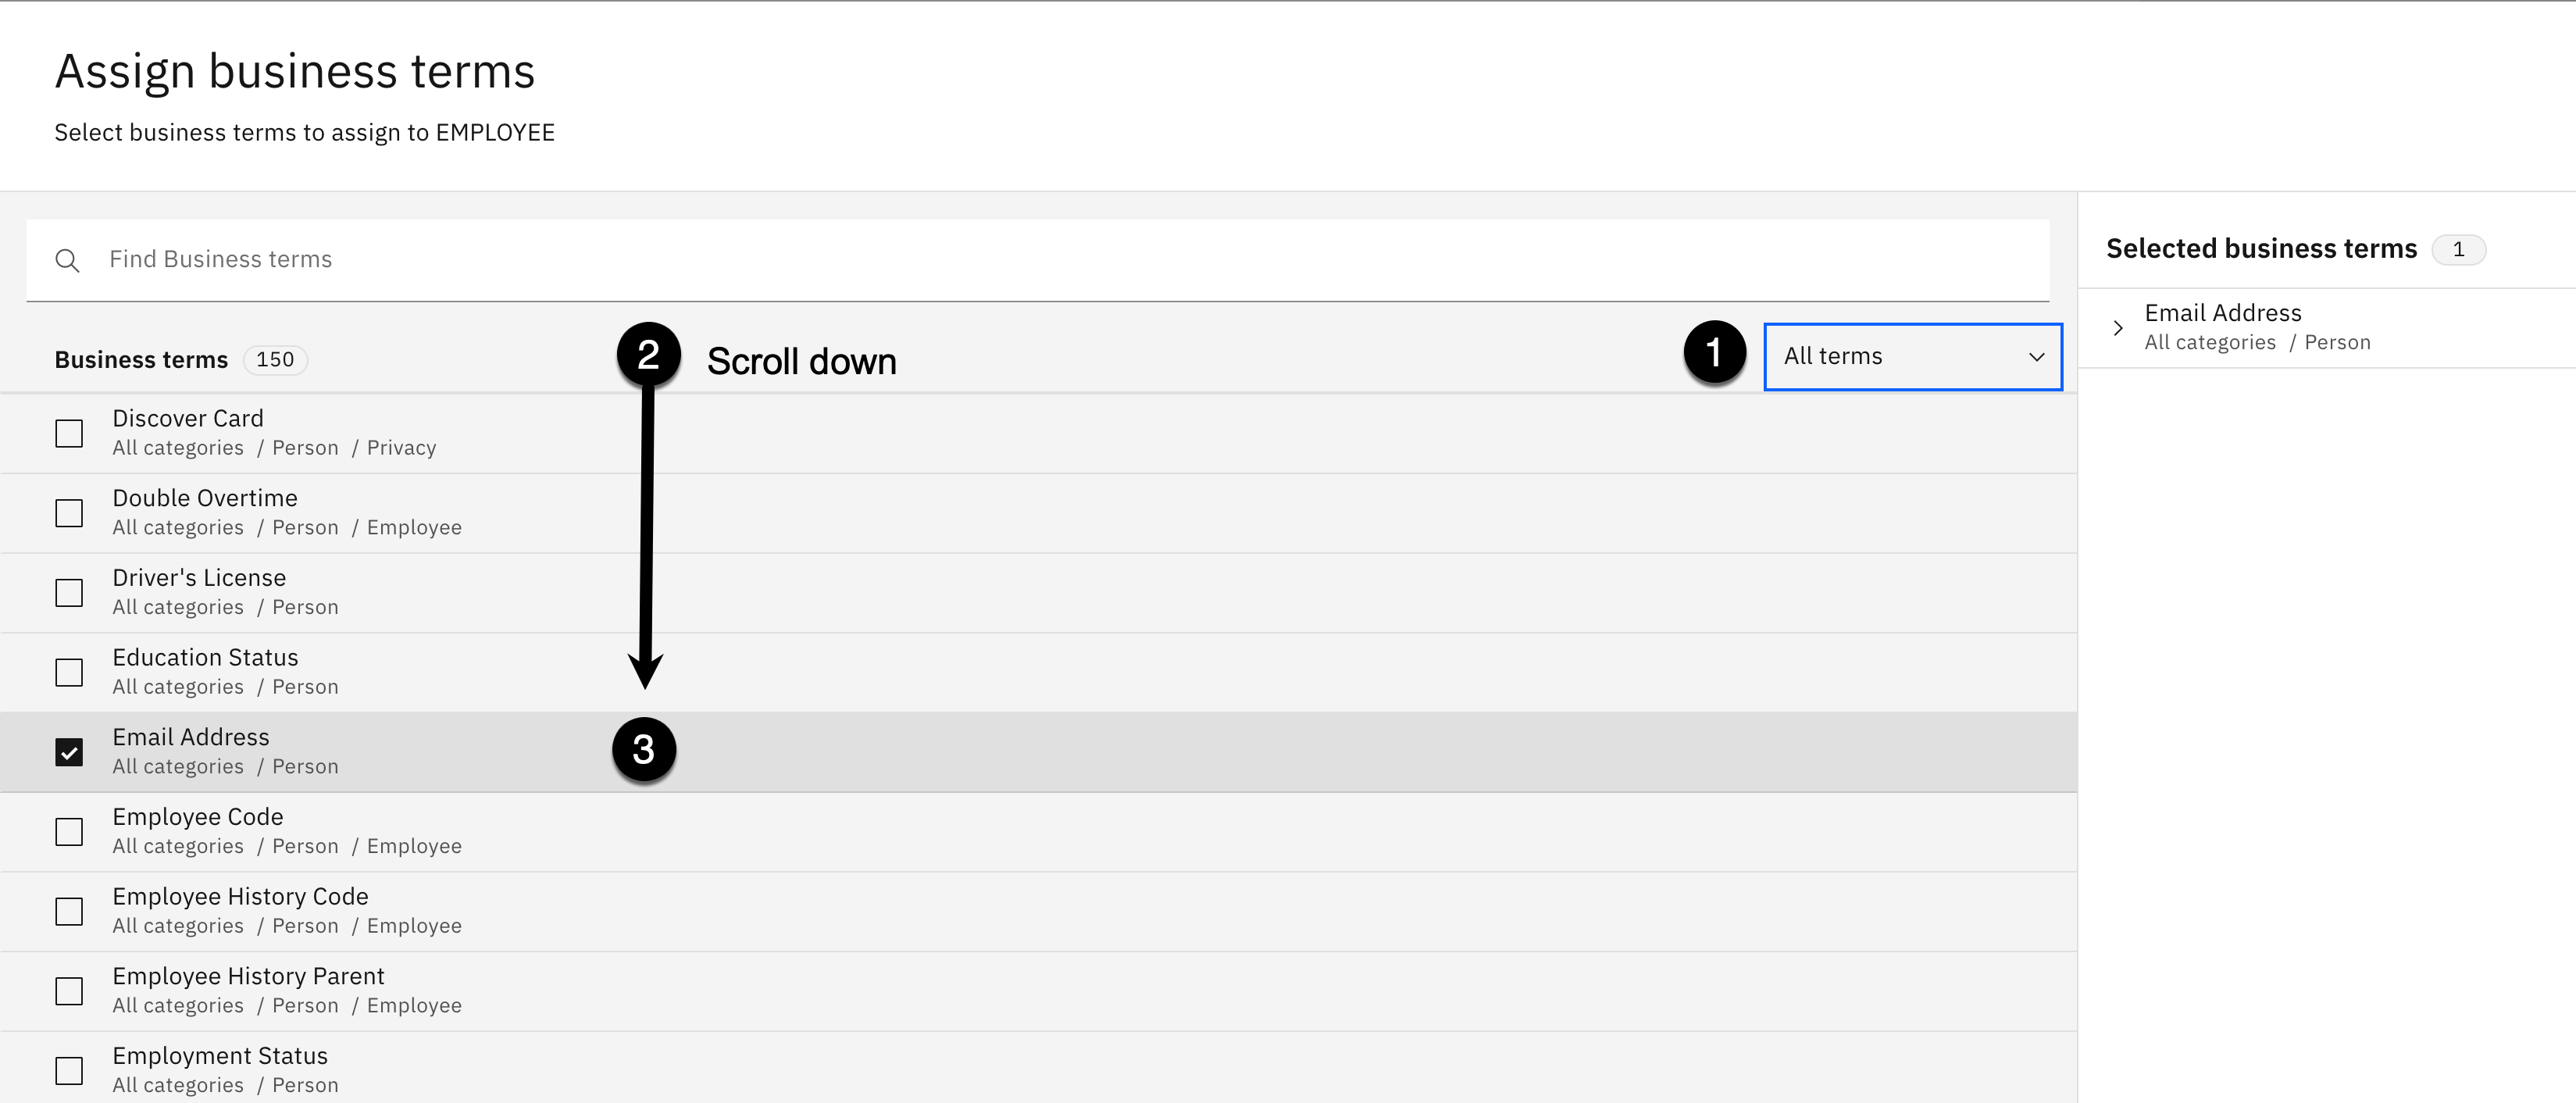 Assign business terms
Select business terms to assign to EMPLOYEE
Find Business terms
Business terms 150
2 Scroll down
1 All terms
Discover Card
All categories / Person / Privacy
Double Overtime
All categories / Person / Employee
Driver's License
All categories / Person
Education Status
All categories / Person
Email Address
All categories / Person
3
Employee Code
All categories / Person / Employee
Employee History Code
All categories / Person / Employee
Employee History Parent
All categories / Person / Employee
Employment Status
All categories / Person
Selected business terms 1
Email Address
All categories / Person